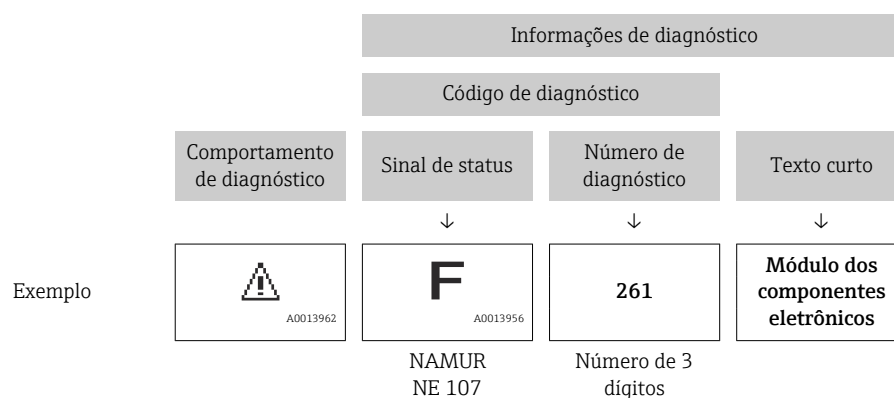 Informações de diagnóstico
Código de diagnóstico
Comportamento
de diagnóstico
Sinal de status
Número de
diagnóstico
Texto curto
↓
↓
↓
Exemplo
A0013962
F
A0013956
261
Módulo dos
componentes
eletrônicos
NAMUR
NE 107
Número de 3
dígitos